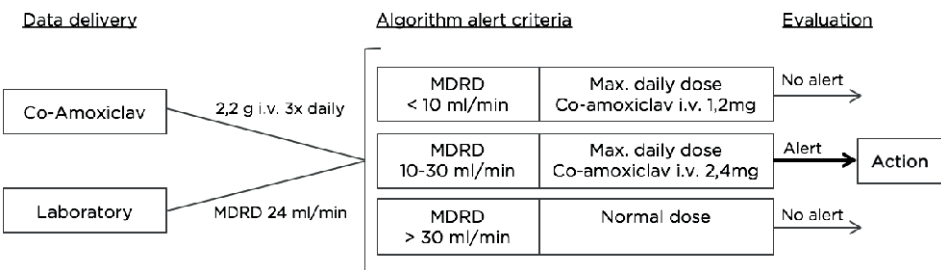 Data delivery
Algorithm alert criteria
Evaluation
Co-Amoxiclav
2,2 g i.v. 3x daily
Laboratory
MDRD 24 ml/min
MDRD
< 10 ml/min
Max. daily dose
Co-amoxiclav i.v. 1,2mg
No alert
MDRD
10-30 ml/min
Max. daily dose
Co-amoxiclav i.v. 2,4mg
Alert
Action
MDRD
> 30 ml/min
Normal dose
No alert